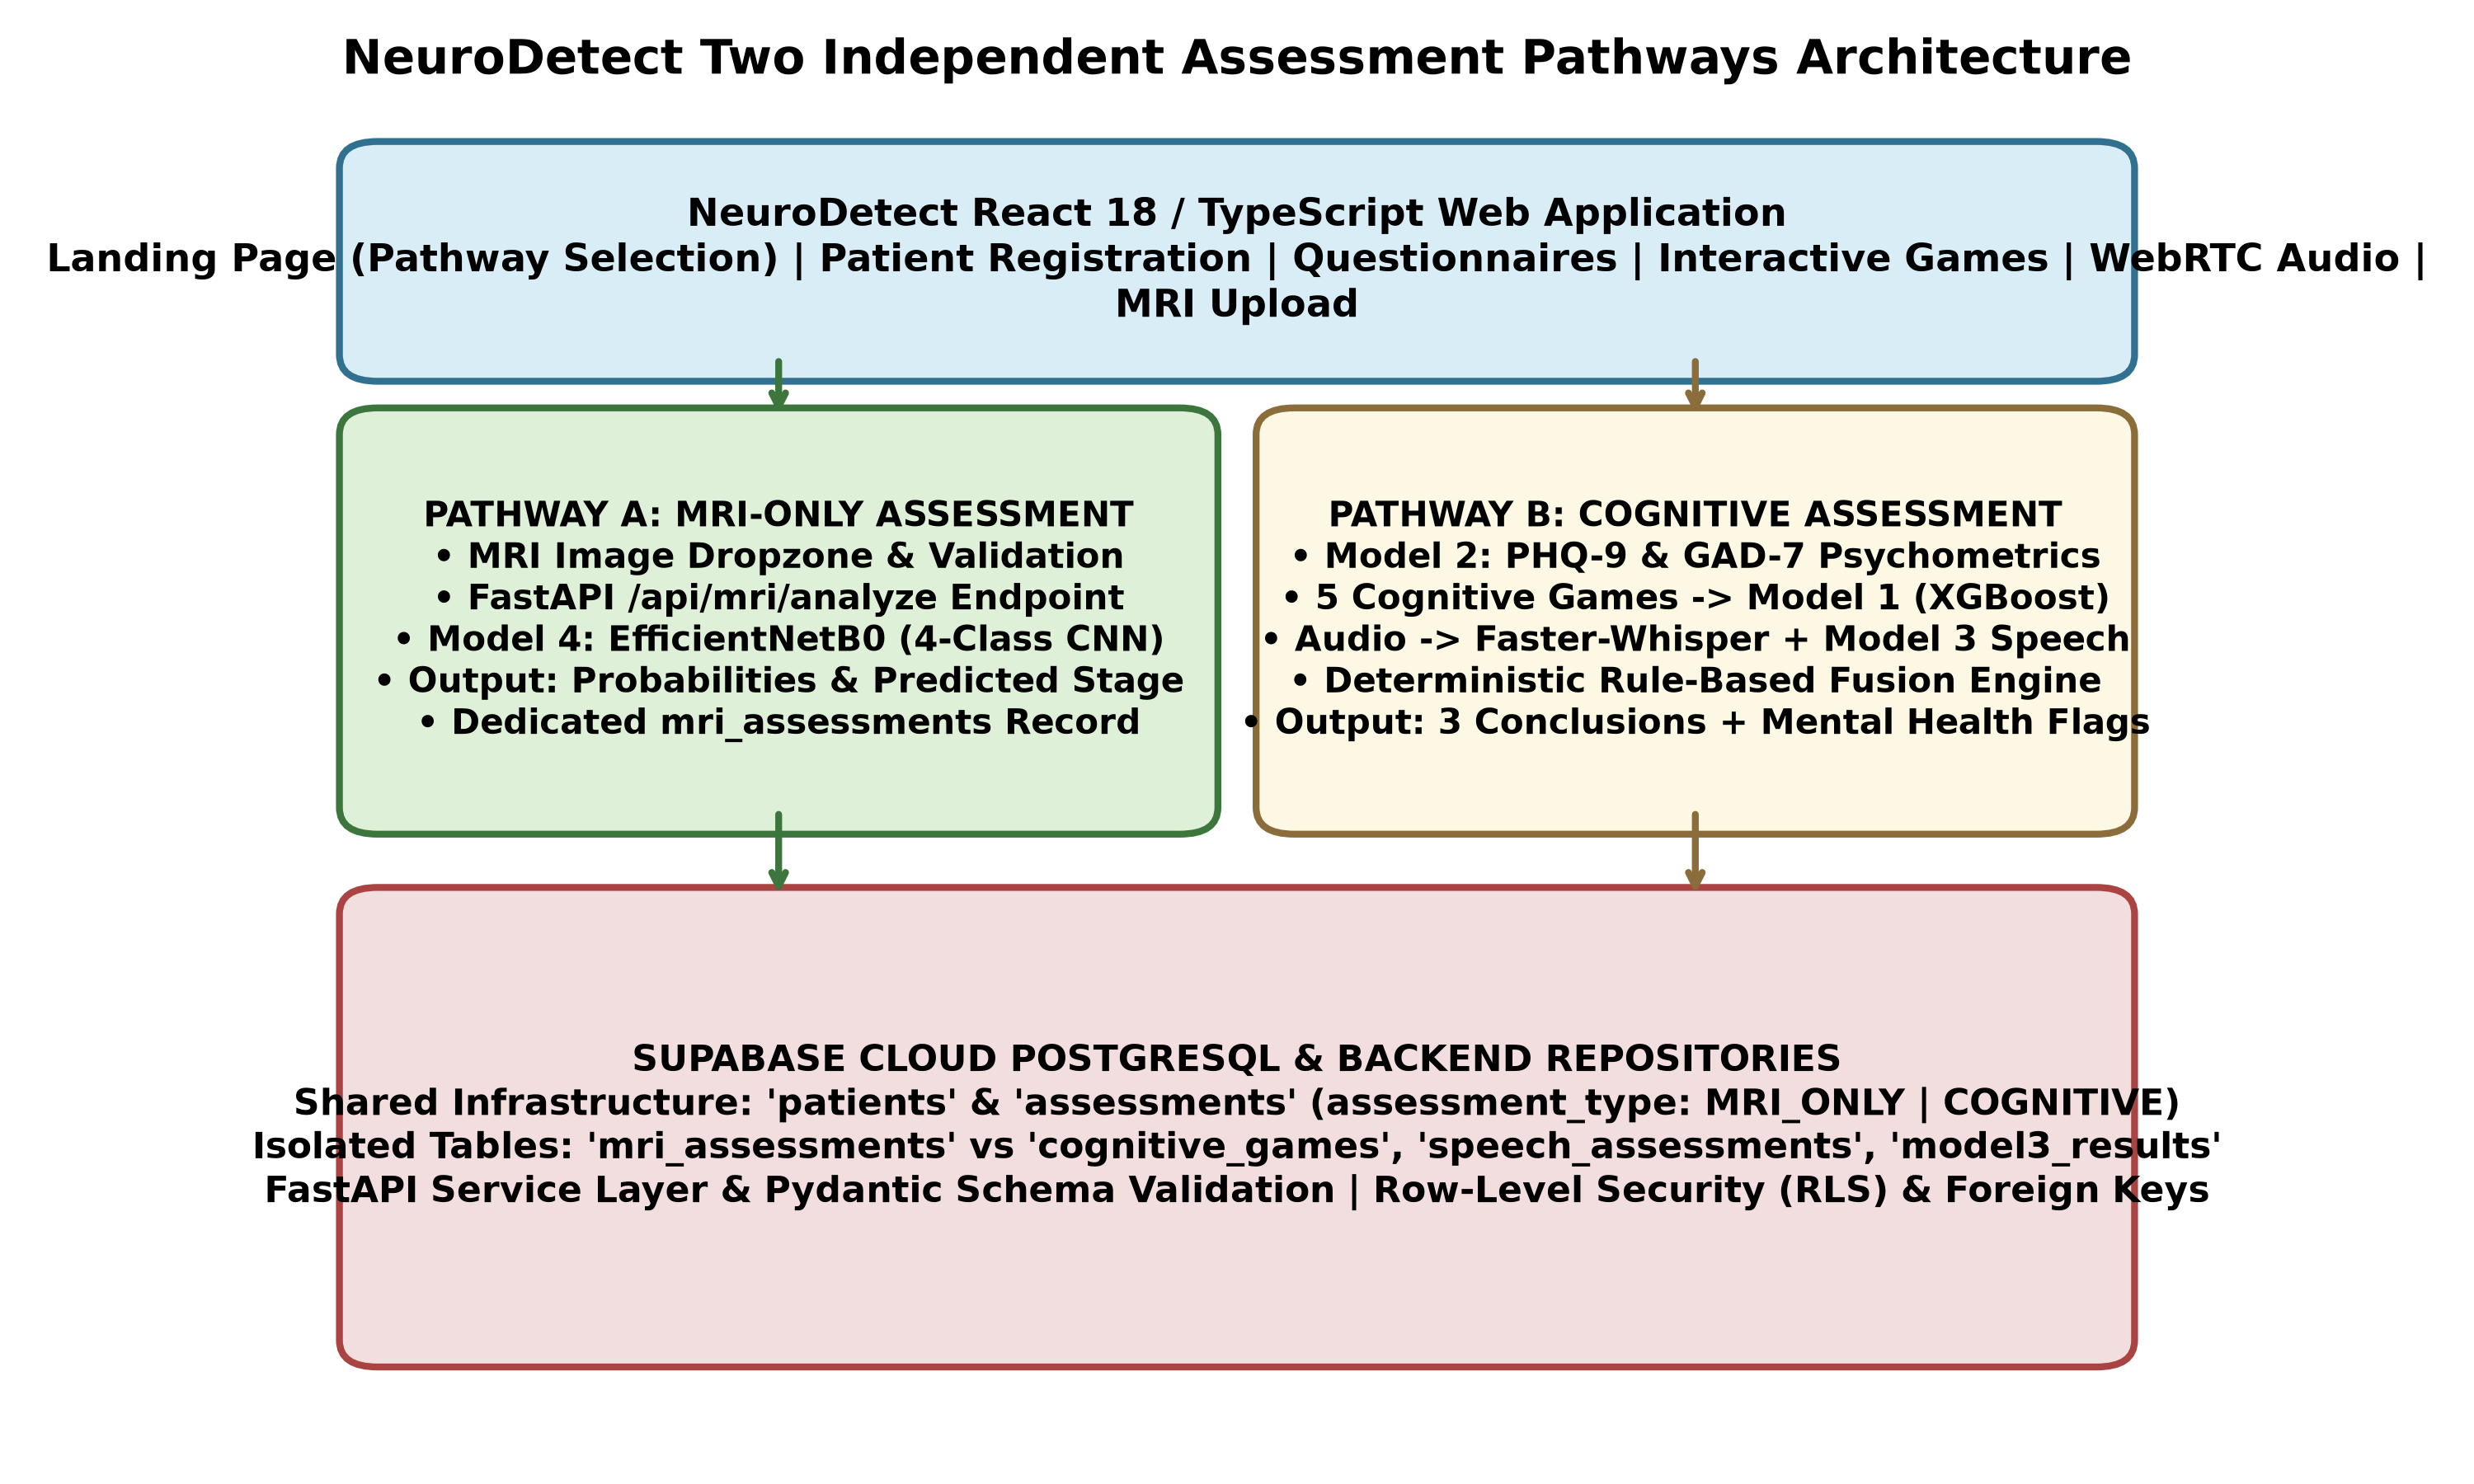 NeuroDetect Two Independent Assessment Pathways Architecture
NeuroDetect React 18 / TypeScript Web Application
Landing Page (Pathway Selection) | Patient Registration | Questionnaires | Interactive Games | WebRTC Audio |
MRI Upload
PATHWAY A: MRI-ONLY ASSESSMENT
• MRI Image Dropzone & Validation
• FastAPI /api/mri/analyze Endpoint
• Model 4: EfficientNetB0 (4-Class CNN)
• Output: Probabilities & Predicted Stage
• Dedicated mri_assessments Record
PATHWAY B: COGNITIVE ASSESSMENT
• Model 2: PHQ-9 & GAD-7 Psychometrics
• 5 Cognitive Games -> Model 1 (XGBoost)
• Audio -> Faster-Whisper + Model 3 Speech
• Deterministic Rule-Based Fusion Engine
• Output: 3 Conclusions + Mental Health Flags
SUPABASE CLOUD POSTGRESQL & BACKEND REPOSITORIES
Shared Infrastructure: 'patients' & 'assessments' (assessment_type: MRI_ONLY | COGNITIVE)
Isolated Tables: 'mri_assessments' vs 'cognitive_games', 'speech_assessments', 'model3_results'
FastAPI Service Layer & Pydantic Schema Validation | Row-Level Security (RLS) & Foreign Keys